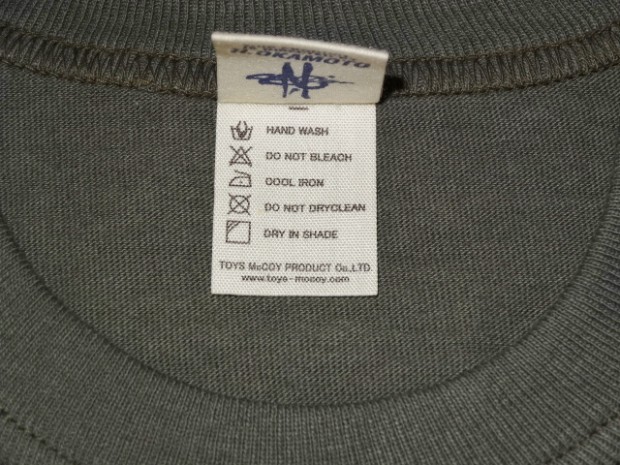 H.OKAMOTO
HAND WASH
DO NOT BLEACH
COOL IRON
DO NOT DRYCLEAN
DRY IN SHADE
TOYS McCOY PRODUCT Co.,LTD
www.toys-mccoy.com